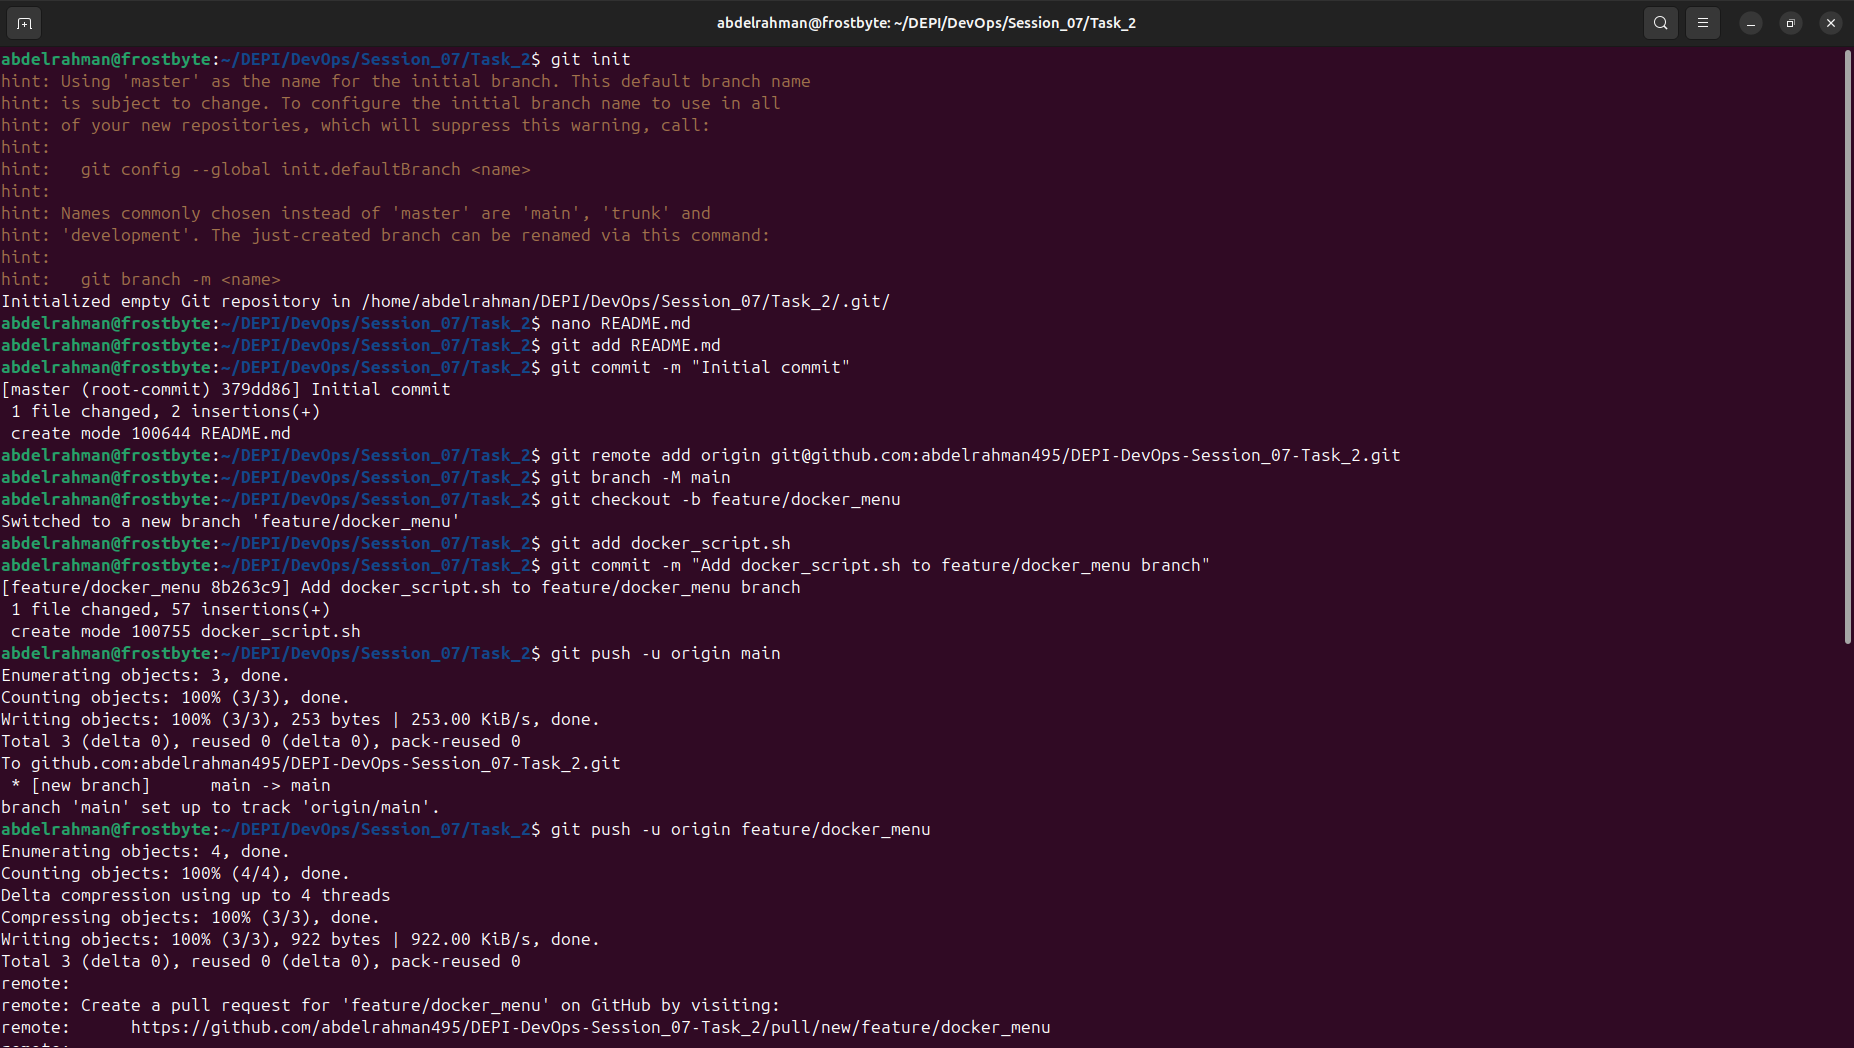 abdelrahman@frostbyte: ~/DEPI/DevOps/Session_07/Task_2
abdelrahman@frostbyte:~/DEPI/DevOps/Session_07/Task_2$ git init
hint: Using 'master' as the name for the initial branch. This default branch name
hint: is subject to change. To configure the initial branch name to use in all
hint: of your new repositories, which will suppress this warning, call:
hint:
hint:   git config --global init.defaultBranch <name>
hint:
hint: Names commonly chosen instead of 'master' are 'main', 'trunk' and
hint: 'development'. The just-created branch can be renamed via this command:
hint:
hint:   git branch -m <name>
Initialized empty Git repository in /home/abdelrahman/DEPI/DevOps/Session_07/Task_2/.git/
abdelrahman@frostbyte:~/DEPI/DevOps/Session_07/Task_2$ nano README.md
abdelrahman@frostbyte:~/DEPI/DevOps/Session_07/Task_2$ git add README.md
abdelrahman@frostbyte:~/DEPI/DevOps/Session_07/Task_2$ git commit -m "Initial commit"
[master (root-commit) 379dd86] Initial commit
 1 file changed, 2 insertions(+)
 create mode 100644 README.md
abdelrahman@frostbyte:~/DEPI/DevOps/Session_07/Task_2$ git remote add origin git@github.com:abdelrahman495/DEPI-DevOps-Session_07-Task_2.git
abdelrahman@frostbyte:~/DEPI/DevOps/Session_07/Task_2$ git branch -M main
abdelrahman@frostbyte:~/DEPI/DevOps/Session_07/Task_2$ git checkout -b feature/docker_menu
Switched to a new branch 'feature/docker_menu'
abdelrahman@frostbyte:~/DEPI/DevOps/Session_07/Task_2$ git add docker_script.sh
abdelrahman@frostbyte:~/DEPI/DevOps/Session_07/Task_2$ git commit -m "Add docker_script.sh to feature/docker_menu branch"
[feature/docker_menu 8b263c9] Add docker_script.sh to feature/docker_menu branch
 1 file changed, 57 insertions(+)
 create mode 100755 docker_script.sh
abdelrahman@frostbyte:~/DEPI/DevOps/Session_07/Task_2$ git push -u origin main
Enumerating objects: 3, done.
Counting objects: 100% (3/3), done.
Writing objects: 100% (3/3), 253 bytes | 253.00 KiB/s, done.
Total 3 (delta 0), reused 0 (delta 0), pack-reused 0
To github.com:abdelrahman495/DEPI-DevOps-Session_07-Task_2.git
 * [new branch]      main -> main
branch 'main' set up to track 'origin/main'.
abdelrahman@frostbyte:~/DEPI/DevOps/Session_07/Task_2$ git push -u origin feature/docker_menu
Enumerating objects: 4, done.
Counting objects: 100% (4/4), done.
Delta compression using up to 4 threads
Compressing objects: 100% (3/3), done.
Writing objects: 100% (3/3), 922 bytes | 922.00 KiB/s, done.
Total 3 (delta 0), reused 0 (delta 0), pack-reused 0
remote:
remote: Create a pull request for 'feature/docker_menu' on GitHub by visiting:
remote:      https://github.com/abdelrahman495/DEPI-DevOps-Session_07-Task_2/pull/new/feature/docker_menu
remote: